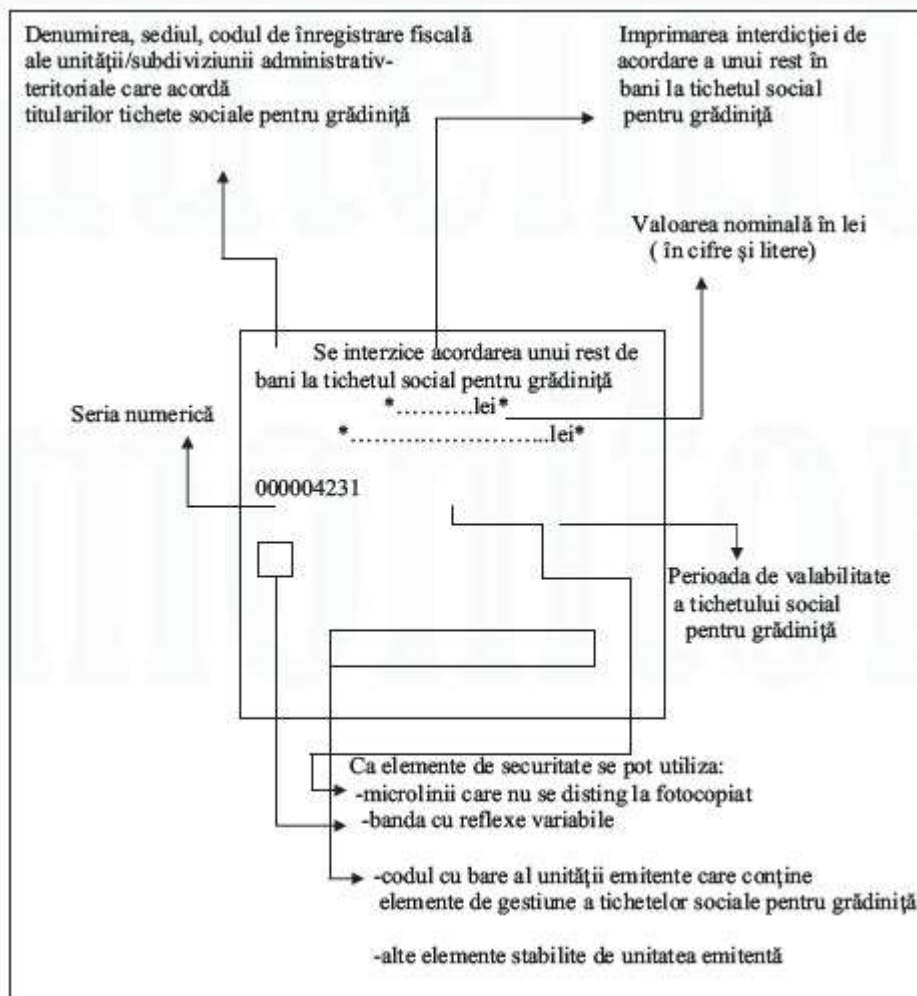 Denumirea, sediul, codul de înregistrare fiscală
ale unității/subdiviziunii administrativ-
teritoriale care acordă
titularilor tichete sociale pentru grădiniță
Imprimarea interdicției de
acordare a unui rest în
bani la tichetul social
pentru grădiniță
Valoarea nominală în lei
( în cifre și litere)
Se interzice acordarea unui rest de
bani la tichetul social pentru grădiniță
*..........lei*
*..........................lei*
Seria numerică
000004231
Perioada de valabilitate
a tichetului social
pentru grădiniță
Ca elemente de securitate se pot utiliza:
-microlinii care nu se disting la fotocopiat
-banda cu reflexe variabile
-codul cu bare al unității emitente care conține
elemente de gestiune a tichetelor sociale pentru grădiniță
-alte elemente stabilite de unitatea emitentă